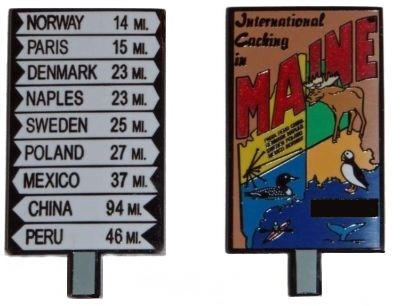 NORWAY 14 MI.
PARIS 15 MI.
DENMARK 23 MI.
NAPLES 23 MI.
SWEDEN 25 MI.
POLAND 27 MI.
MEXICO 37 MI.
CHINA 94 MI.
PERU 46 MI.
International
Caching
in
MAINE